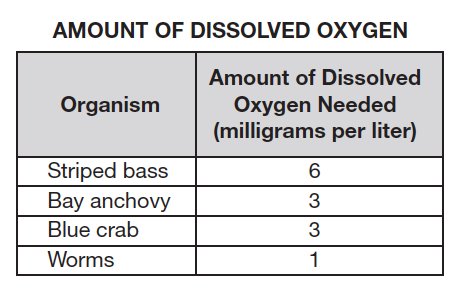 AMOUNT OF DISSOLVED OXYGEN
Organism
Amount of Dissolved
Oxygen Needed
(milligrams per liter)
Striped bass 6
Bay anchovy 3
Blue crab 3
Worms 1